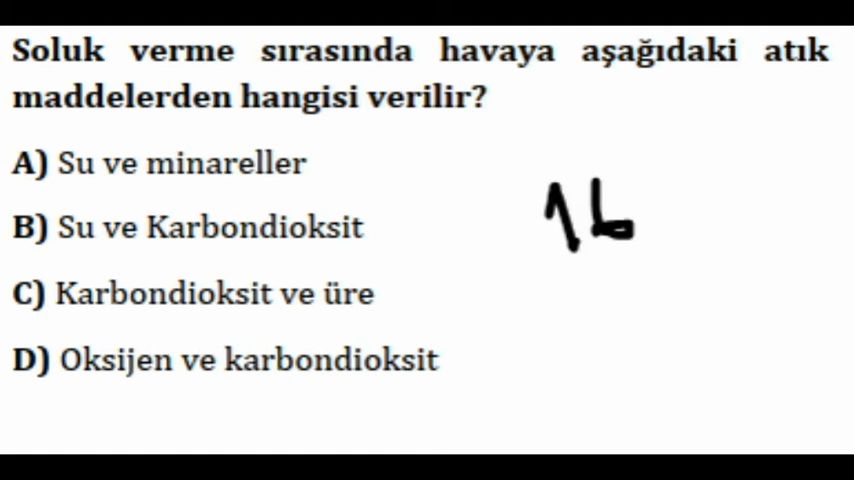 Soluk verme sırasında havaya aşağıdaki atık
maddelerden hangisi verilir?
A) Su ve minareller
B) Su ve Karbondioksit
16
C) Karbondioksit ve üre
D) Oksijen ve karbondioksit